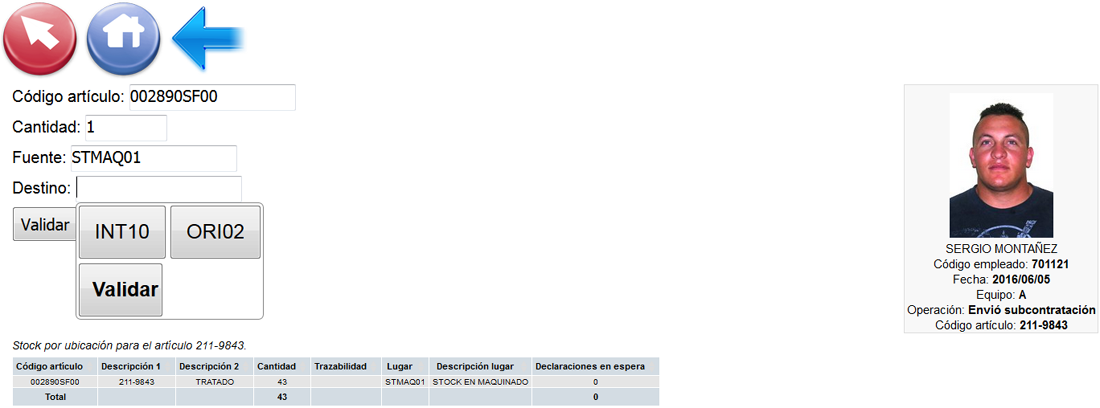 Código artículo: 002890SF00
Cantidad: 1
Fuente: STMAQ01
Destino:
Validar
INT10 ORI02
Validar
SERGIO MONTAÑEZ
Código empleado: 701121
Fecha: 2016/06/05
Equipo: A
Operación: Envió subcontratación
Código artículo: 211-9843
Stock por ubicación para el artículo 211-9843.
Código artículo Descripción 1 Descripción 2 Cantidad Trazabilidad Lugar Descripción lugar Declaraciones en espera
002890SF00 211-9843 TRATADO 43 STMAQ01 STOCK EN MAQUINADO 0
Total 43 0